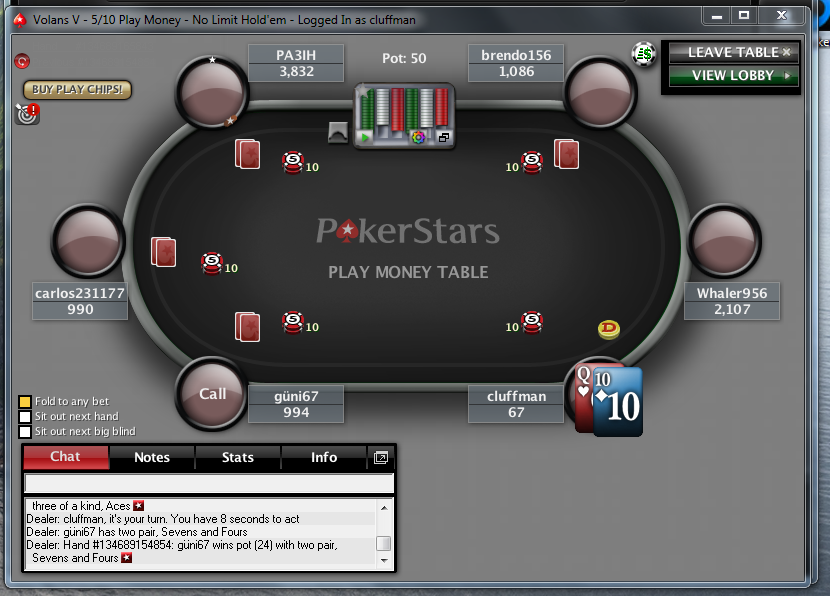 Volans V - 5/10 Play Money - No Limit Hold'em - Logged In as cluffman
PA3IH
3,832
Pot: 50
brendo156
1,086
LEAVE TABLE
VIEW LOBBY
BUY PLAY CHIPS!
10
10
PokerStars
PLAY MONEY TABLE
10
carlos231177
990
Whaler956
2,107
10
10
D
Call
güni67
994
cluffman
67
Q
10
10
Fold to any bet
Sit out next hand
Sit out next big blind
Chat
Notes
Stats
Info
three of a kind, Aces
Dealer: cluffman, it's your turn. You have 8 seconds to act
Dealer: güni67 has two pair, Sevens and Fours
Dealer: Hand #134689154854: güni67 wins pot (24) with two pair,
Sevens and Fours